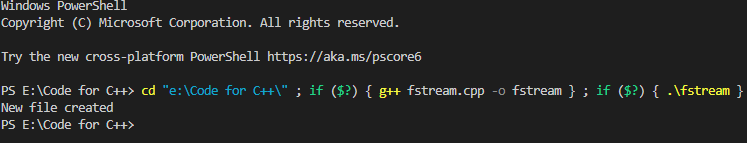 Windows PowerShell
Copyright (C) Microsoft Corporation. All rights reserved.
Try the new cross-platform PowerShell https://aka.ms/pscore6
PS E:\Code for C++> cd "e:\Code for C++\" ; if ($?) { g++ fstream.cpp -o fstream } ; if ($?) { .\fstream }
New file created
PS E:\Code for C++>